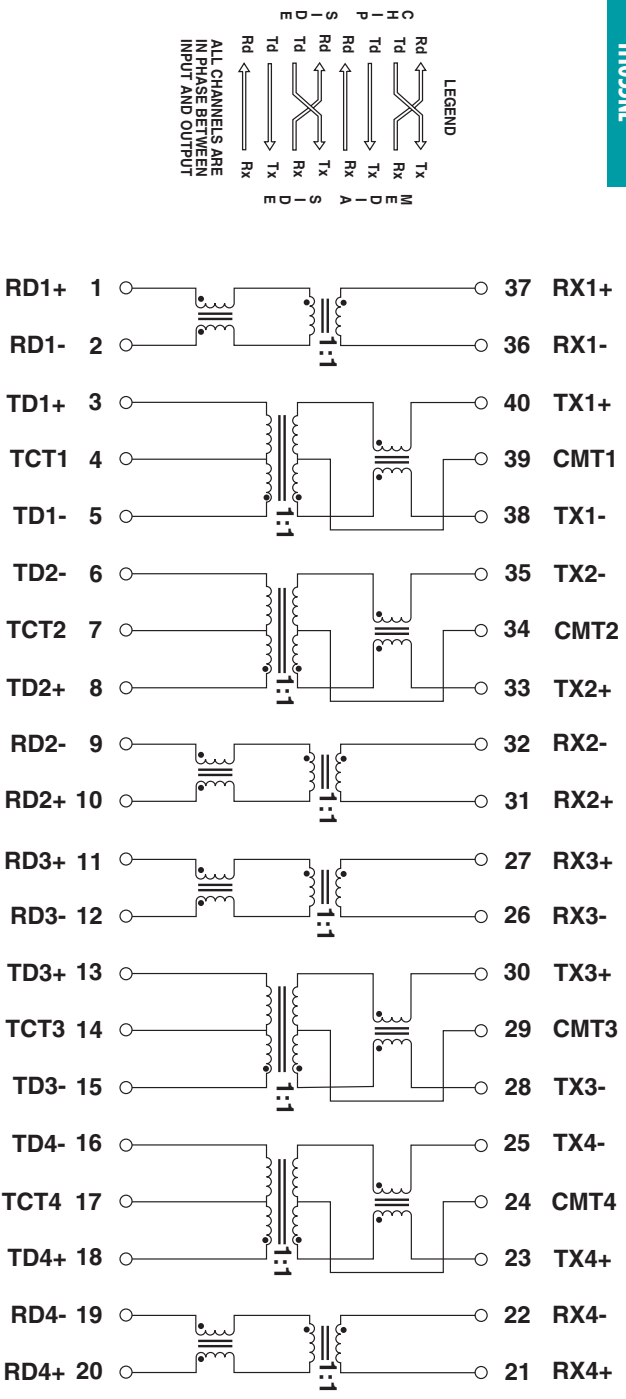 LEGEND
CHIP SIDE
MEDIA SIDE
Rd Tx
Td Rx
Td Tx
Rd Rx
Rd Tx
Td Rx
Td Tx
Rd Rx
ALL CHANNELS ARE
IN PHASE BETWEEN
INPUT AND OUTPUT
RD1+ 1 37 RX1+
1:1
RD1- 2 36 RX1-
TD1+ 3 40 TX1+
TCT1 4 39 CMT1
TD1- 5 38 TX1-
1:1
TD2- 6 35 TX2-
TCT2 7 34 CMT2
TD2+ 8 33 TX2+
1:1
RD2- 9 32 RX2-
RD2+ 10 31 RX2+
1:1
RD3+ 11 27 RX3+
RD3- 12 26 RX3-
1:1
TD3+ 13 30 TX3+
TCT3 14 29 CMT3
TD3- 15 28 TX3-
1:1
TD4- 16 25 TX4-
TCT4 17 24 CMT4
TD4+ 18 23 TX4+
1:1
RD4- 19 22 RX4-
RD4+ 20 21 RX4+
1:1